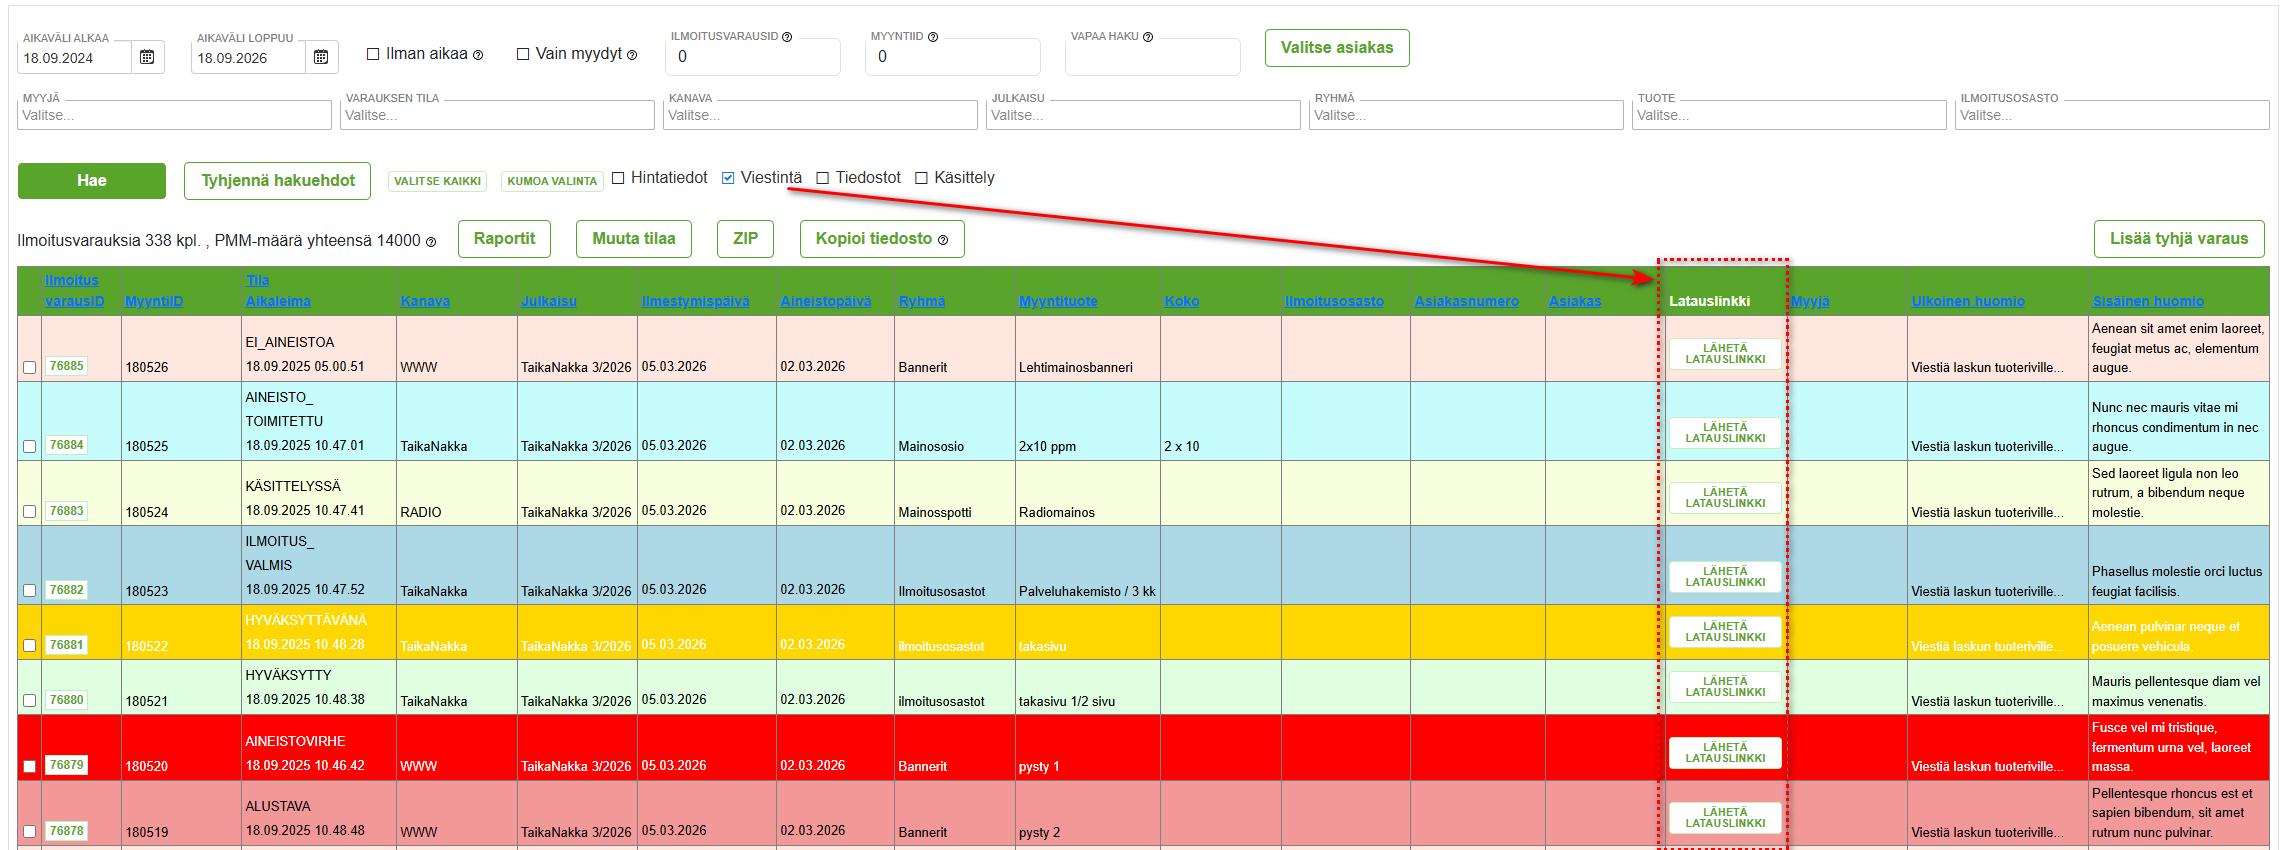 AIKAVÄLI ALKAA
18.09.2024
AIKAVÄLI LOPPUU
18.09.2026
Ilman aikaa
Vain myydyt
ILMOITUSVARAUSID
0
MYYNTIID
0
VAPAA HAKU
Valitse asiakas
MYYJÄ
Valitse...
VARAUKSEN TILA
Valitse...
KANAVA
Valitse...
JULKAISU
Valitse...
RYHMÄ
Valitse...
TUOTE
Valitse...
ILMOITUSOSASTO
Valitse...
Hae
Tyhjennä hakuehdot
VALITSE KAIKKI
KUMOA VALINTA
Hintatiedot
Viestintä
Tiedostot
Käsittely
Ilmoitusvarauksia 338 kpl. , PMM-määrä yhteensä 14000
Raportit
Muuta tilaa
ZIP
Kopioi tiedosto
Lisää tyhjä varaus
Ilmoitus
varausID
MyyntiID
Tila
Aikaleima
Kanava
Julkaisu
Ilmestymispäivä
Aineistopäivä
Ryhmä
Myyntituote
Koko
Ilmoitusosasto
Asiakasnumero
Asiakas
Latauslinkki
Myyjä
Ulkoinen huomio
Sisäinen huomio
76885
180526
EI_AINEISTOA
18.09.2025 05.00.51
WWW
TaikaNakka 3/2026
05.03.2026
02.03.2026
Bannerit
Lehtimainosbanneri
LÄHETÄ
LATAUSLINKKI
Viestiä laskun tuoteriville...
Aenean sit amet enim laoreet,
feugiat metus ac, elementum
augue.
76884
180525
AINEISTO_
TOIMITETTU
18.09.2025 10.47.01
TaikaNakka
TaikaNakka 3/2026
05.03.2026
02.03.2026
Mainososio
2x10 ppm
2 x 10
LÄHETÄ
LATAUSLINKKI
Viestiä laskun tuoteriville...
Nunc nec mauris vitae mi
rhoncus condimentum in nec
augue.
76883
180524
KÄSITTELYSSÄ
18.09.2025 10.47.41
RADIO
TaikaNakka 3/2026
05.03.2026
02.03.2026
Mainosspotti
Radiomainos
LÄHETÄ
LATAUSLINKKI
Viestiä laskun tuoteriville...
Sed laoreet ligula non leo
rutrum, a bibendum neque
molestie.
76882
180523
ILMOITUS_
VALMIS
18.09.2025 10.47.52
TaikaNakka
TaikaNakka 3/2026
05.03.2026
02.03.2026
Ilmoitusosastot
Palveluhakemisto / 3 kk
LÄHETÄ
LATAUSLINKKI
Viestiä laskun tuoteriville...
Phasellus molestie orci luctus
feugiat facilisis.
76881
180522
HYVÄKSYTTÄVÄNÄ
18.09.2025 10.48.28
TaikaNakka
TaikaNakka 3/2026
05.03.2026
02.03.2026
ilmoitusosastot
takasivu
LÄHETÄ
LATAUSLINKKI
Viestiä laskun tuoteriville...
Aenean pulvinar neque et
posuere vehicula.
76880
180521
HYVÄKSYTTY
18.09.2025 10.48.38
TaikaNakka
TaikaNakka 3/2026
05.03.2026
02.03.2026
ilmoitusosastot
takasivu 1/2 sivu
LÄHETÄ
LATAUSLINKKI
Viestiä laskun tuoteriville...
Mauris pellentesque diam vel
maximus venenatis.
76879
180520
AINEISTOVIRHE
18.09.2025 10.46.42
WWW
TaikaNakka 3/2026
05.03.2026
02.03.2026
Bannerit
pysty 1
LÄHETÄ
LATAUSLINKKI
Viestiä laskun tuoteriville...
Fusce vel mi tristique,
fermentum urna vel, laoreet
massa.
76878
180519
ALUSTAVA
18.09.2025 10.48.48
WWW
TaikaNakka 3/2026
05.03.2026
02.03.2026
Bannerit
pysty 2
LÄHETÄ
LATAUSLINKKI
Viestiä laskun tuoteriville...
Pellentesque rhoncus est et
sapien bibendum, sit amet
rutrum nunc pulvinar.